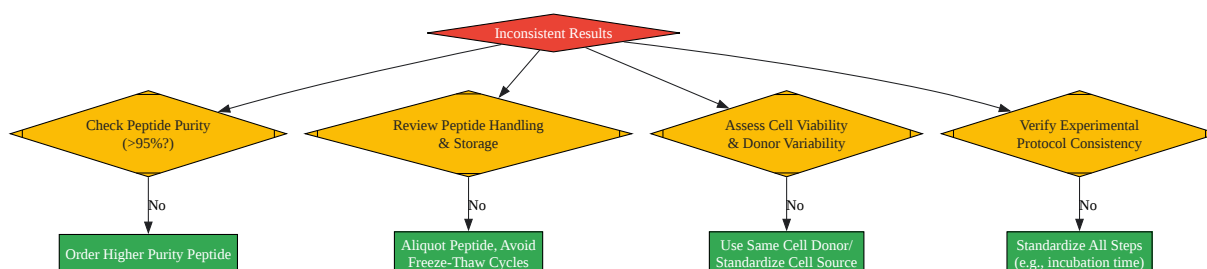 Inconsistent Results
Check Peptide Purity
(>95%?)
Review Peptide Handling
& Storage
Assess Cell Viability
& Donor Variability
Verify Experimental
Protocol Consistency
No
No
No
No
Order Higher Purity Peptide
Aliquot Peptide, Avoid
Freeze-Thaw Cycles
Use Same Cell Donor/
Standardize Cell Source
Standardize All Steps
(e.g., incubation time)